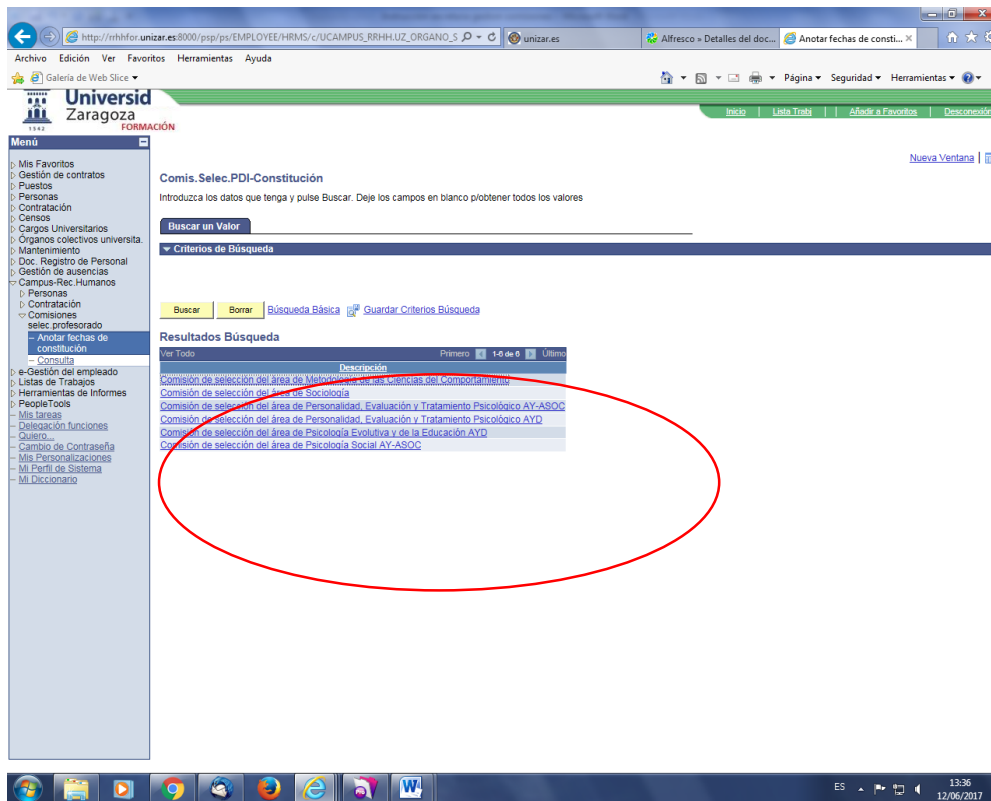 http://rhhfor.unizar.es:8000/psp/ps/EMPLOYEE/HRMS/c/UCAMPUS_RRHH.UZ_ORGANO_S
unizar.es
Alfresco » Detalles del doc...
Anotar fechas de consti...
Archivo Edición Ver Favoritos Herramientas Ayuda
Galería de Web Slice
Página Seguridad Herramientas
Universid
Zaragoza
1542
FORMACIÓN
Inicio | Lista Trabj | | Añadir a Favoritos | Desconexión
Menú
Nueva Ventana |
Mis Favoritos
Gestión de contratos
Puestos
Personas
Contratación
Censos
Cargos Universitarios
Órganos colectivos universita.
Mantenimiento
Doc. Registro de Personal
Gestión de ausencias
Campus-Rec.Humanos
Personas
Contratación
Comisiones
selec.profesorado
– Anotar fechas de
constitución
– Consulta
e-Gestión del empleado
Listas de Trabajos
Herramientas de Informes
PeopleTools
– Mis tareas
– Delegación funciones
– Quiero...
– Cambio de Contraseña
– Mis Personalizaciones
– Mi Perfil de Sistema
– Mi Diccionario
Comis.Selec.PDI-Constitución
Introduzca los datos que tenga y pulse Buscar. Deje los campos en blanco p/obtener todos los valores
Buscar un Valor
Criterios de Búsqueda
Buscar Borrar Búsqueda Básica Guardar Criterios Búsqueda
Resultados Búsqueda
Ver Todo Primero 1-6 de 6 Último
Descripción
Comisión de selección del área de Metodología de las Ciencias del Comportamiento
Comisión de selección del área de Sociología
Comisión de selección del área de Personalidad, Evaluación y Tratamiento Psicológico AY-ASOC
Comisión de selección del área de Personalidad, Evaluación y Tratamiento Psicológico AYD
Comisión de selección del área de Psicología Evolutiva y de la Educación AYD
Comisión de selección del área de Psicología Social AY-ASOC
ES
13:36
12/06/2017